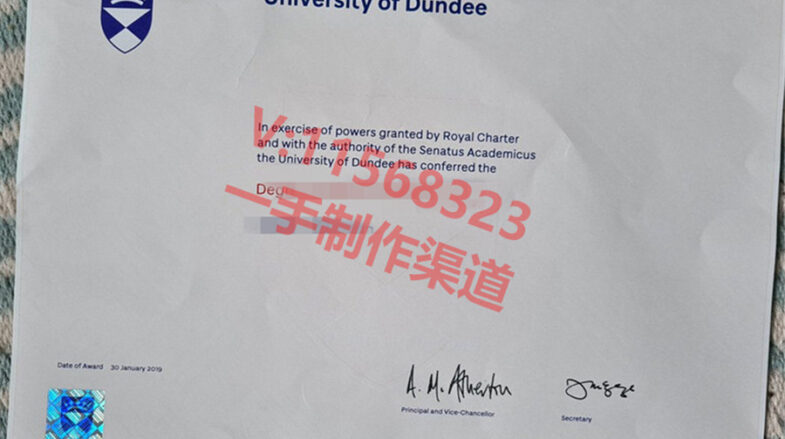 University of Dundee
In exercise of powers granted by Royal Charter
and with the authority of the Senatus Academicus
the University of Dundee has conferred the
V:11568323
一手制作渠道
Date of Award 30 January 2019
A. M. Atherton
Principal and Vice-Chancellor
Secretary